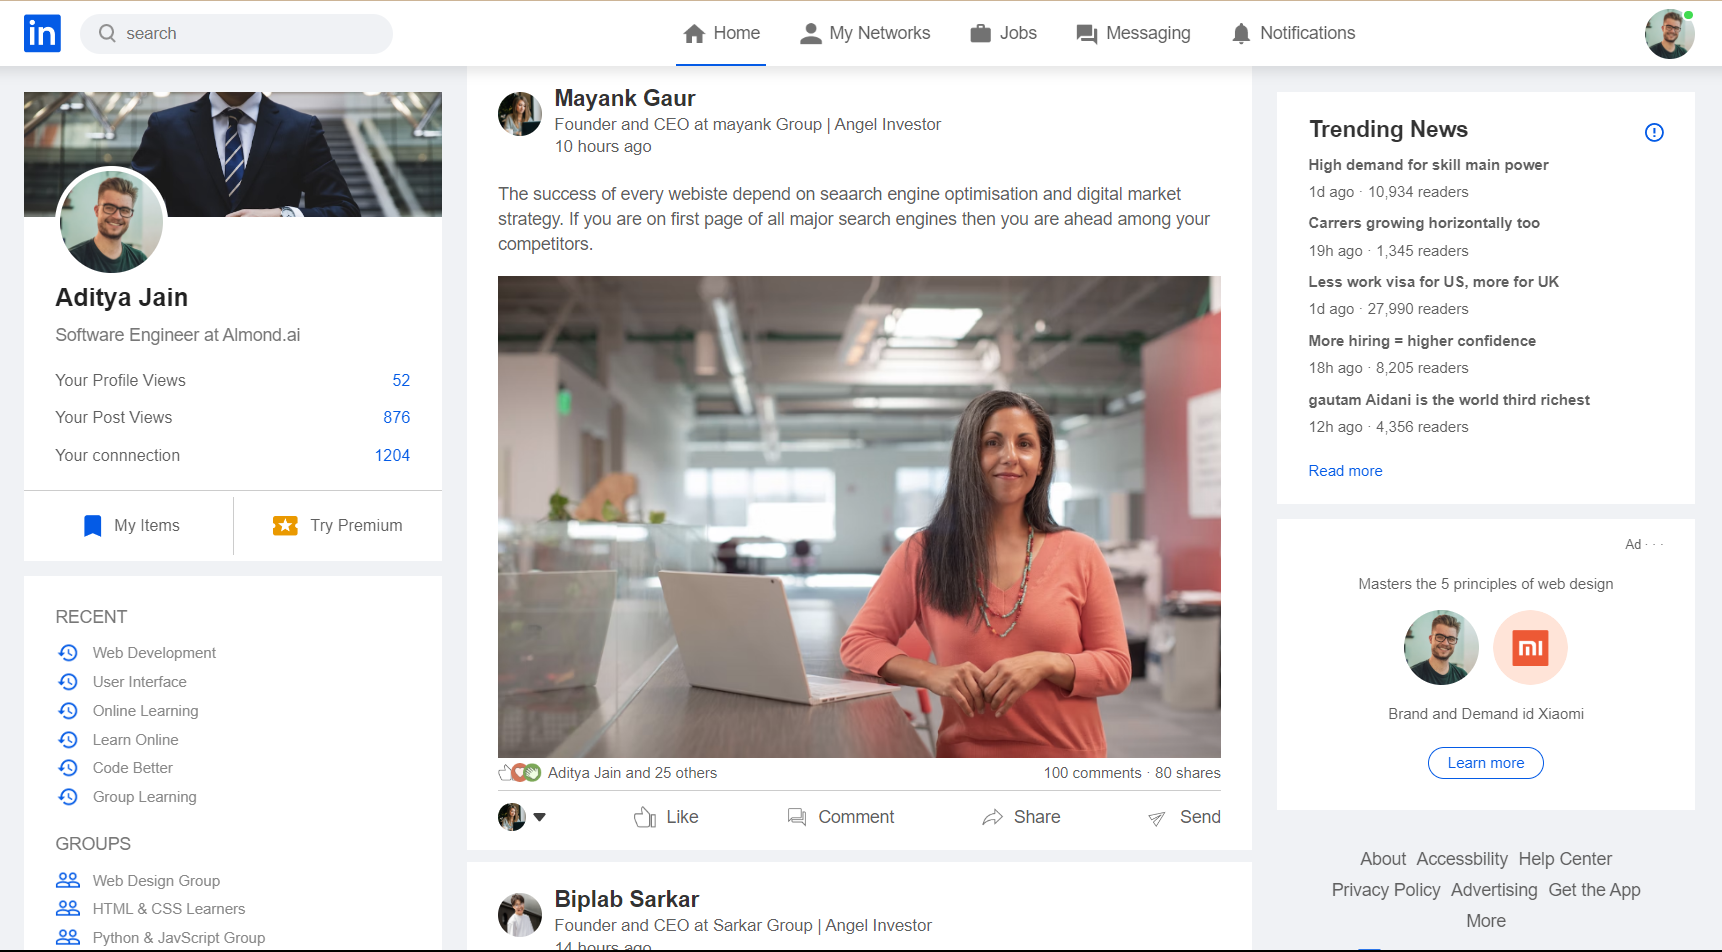 in
search
Home
My Networks
Jobs
Messaging
Notifications
Aditya Jain
Software Engineer at Almond.ai
Your Profile Views 52
Your Post Views 876
Your connnection 1204
My Items
Try Premium
RECENT
Web Development
User Interface
Online Learning
Learn Online
Code Better
Group Learning
GROUPS
Web Design Group
HTML & CSS Learners
Python & JavScript Group
Mayank Gaur
Founder and CEO at mayank Group | Angel Investor
10 hours ago
The success of every webiste depend on seaarch engine optimisation and digital market
strategy. If you are on first page of all major search engines then you are ahead among your
competitors.
Aditya Jain and 25 others
100 comments · 80 shares
Like
Comment
Share
Send
Biplab Sarkar
Founder and CEO at Sarkar Group | Angel Investor
14 hours ago
Trending News
High demand for skill main power
1d ago · 10,934 readers
Carrers growing horizontally too
19h ago · 1,345 readers
Less work visa for US, more for UK
1d ago · 27,990 readers
More hiring = higher confidence
18h ago · 8,205 readers
gautam Aidani is the world third richest
12h ago · 4,356 readers
Read more
Ad · · ·
Masters the 5 principles of web design
mi
Brand and Demand id Xiaomi
Learn more
About Accessbility Help Center
Privacy Policy Advertising Get the App
More